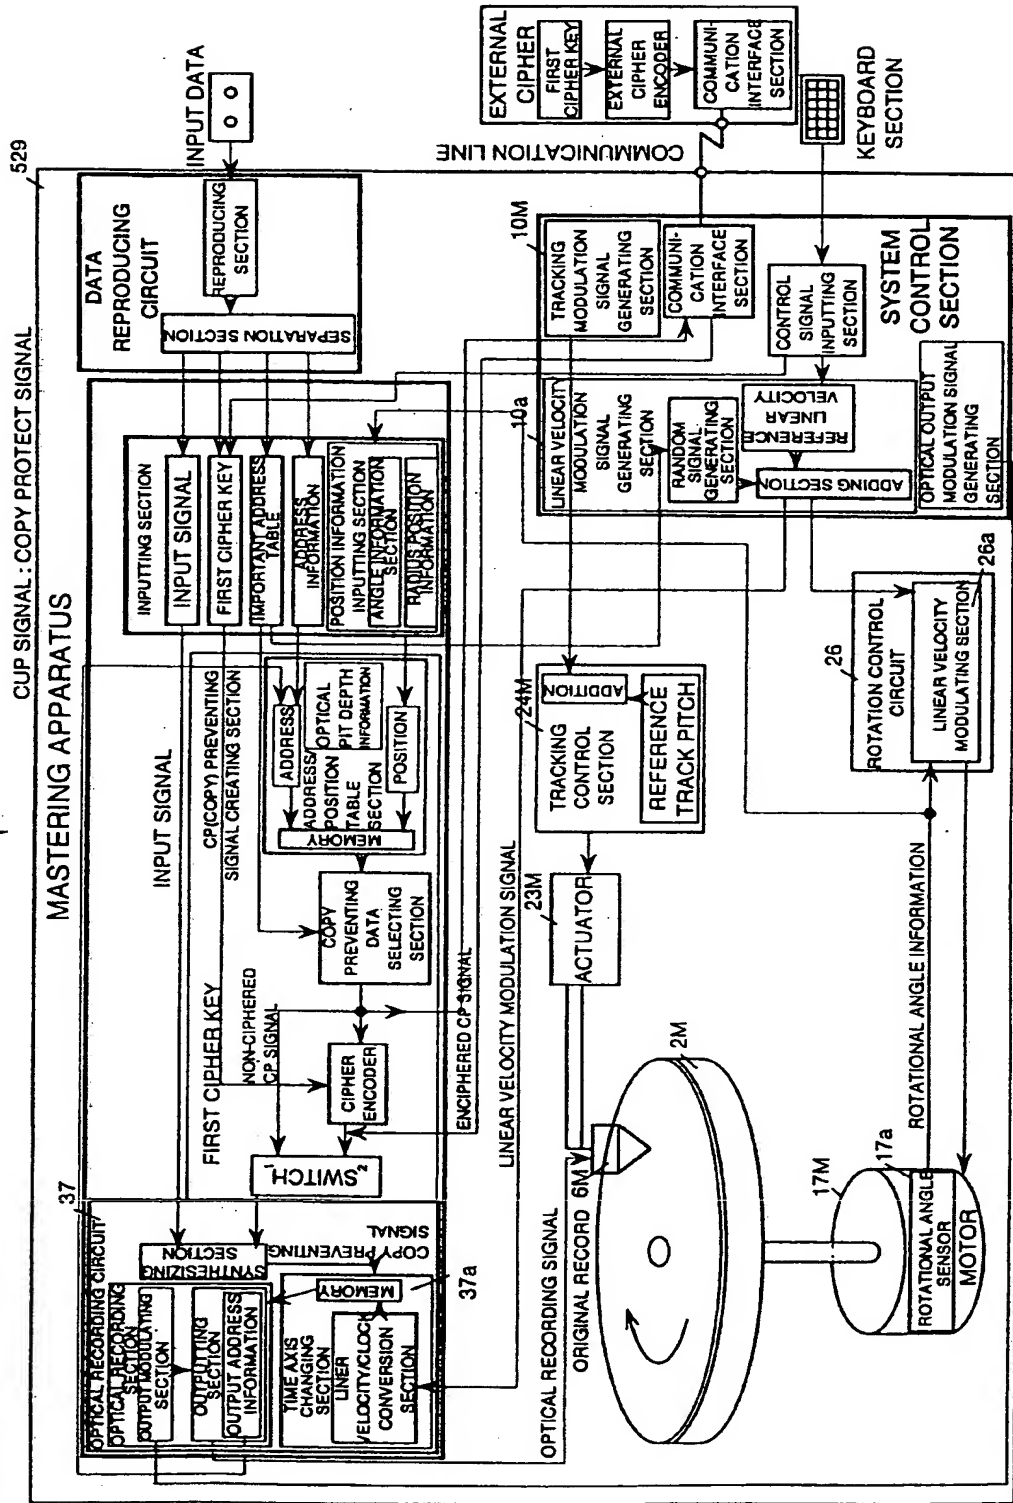 CUP SIGNAL : COPY PROTECT SIGNAL
529
MASTERING APPARATUS
INPUT DATA
DATA
REPRODUCING
CIRCUIT
REPRODUCING
SECTION
SEPARATION SECTION
EXTERNAL
CIPHER
FIRST
CIPHER KEY
EXTERNAL
CIPHER
ENCODER
COMMUNI-
CATION
INTERFACE
SECTION
COMMUNICATION LINE
KEYBOARD
SECTION
INPUTTING SECTION
INPUT SIGNAL
FIRST CIPHER KEY
IMPORTANT ADDRESS
TABLE
ADDRESS
INFORMATION
POSITION INFORMATION
INPUTTING SECTION
ANGLE INFORMATION
SECTION
RADIUS POSITION
INFORMATION
10M
TRACKING
MODULATION
SIGNAL
GENERATING
SECTION
COMMUNI-
CATION
INTERFACE
SECTION
CONTROL
SIGNAL
INPUTTING
SECTION
SYSTEM
CONTROL
SECTION
10a
LINEAR VELOCITY
MODULATION
SIGNAL
GENERATING
SECTION
RANDOM
SIGNAL
GENERATING
SECTION
REFERENCE
LINEAR
VELOCITY
ADDING SECTION
OPTICAL OUTPUT
MODULATION SIGNAL
GENERATING
SECTION
INPUT SIGNAL
CP(COPY) PREVENTING
SIGNAL CREATING SECTION
ADDRESS
OPTICAL
PIT DEPTH
INFORMATION
ADDRESS/
POSITION
TABLE
SECTION
POSITION
MEMORY
COPY
PREVENTING
DATA
SELECTING
SECTION
FIRST CIPHER KEY
NON-CIPHERED
CP SIGNAL
CIPHER
ENCODER
ENCIPHERED CP SIGNAL
SWITCH
1
2
37
OPTICAL RECORDING CIRCUIT
OPTICAL RECORDING
SECTION
OUTPUT MODULATING
SECTION
OUTPUTTING
SECTION
OUTPUT ADDRESS
INFORMATION
SYNTHESIZING
SECTION
COPY PREVENTING
SIGNAL
37a
TIME AXIS
CHANGING
SECTION
LINER
VELOCITY/CLOCK
CONVERSION
SECTION
MEMORY
LINEAR VELOCITY MODULATION SIGNAL
24M
TRACKING
CONTROL
SECTION
ADDITION
REFERENCE
TRACK PITCH
23M
ACTUATOR
26
ROTATION CONTROL
CIRCUIT
26a
LINEAR VELOCITY
MODULATING SECTION
OPTICAL RECORDING SIGNAL
ORIGINAL RECORD 6M
2M
ROTATIONAL ANGLE INFORMATION
17M
17a
ROTATIONAL ANGLE
SENSOR
MOTOR